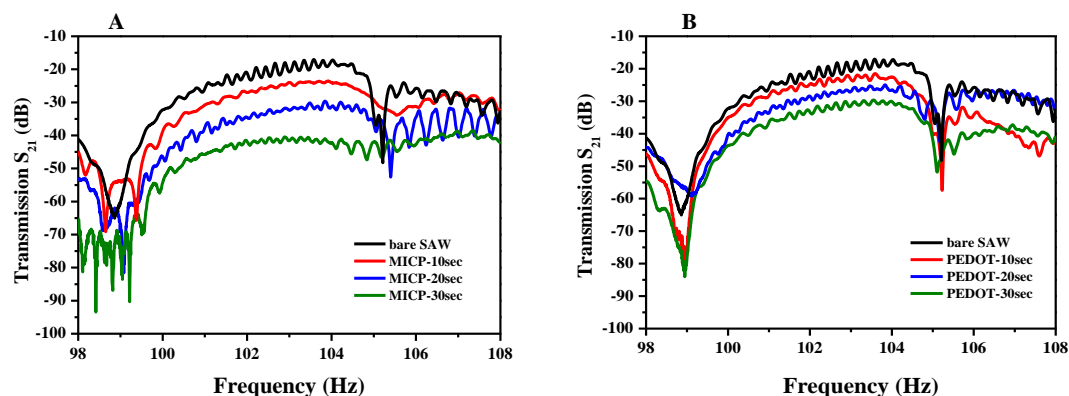 A
Transmission S21 (dB)
-10
-20
-30
-40
-50
-60
-70
-80
-90
-100
bare SAW
MICP-10sec
MICP-20sec
MICP-30sec
98 100 102 104 106 108
Frequency (Hz)
B
Transmission S21 (dB)
-10
-20
-30
-40
-50
-60
-70
-80
-90
-100
bare SAW
PEDOT-10sec
PEDOT-20sec
PEDOT-30sec
98 100 102 104 106 108
Frequency (Hz)